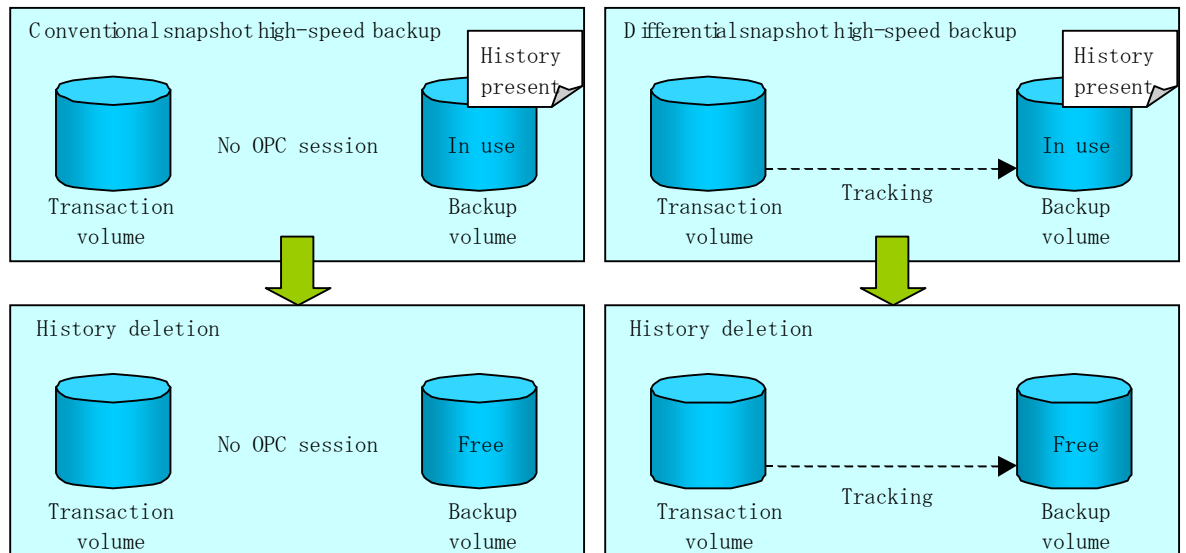 Conventional snapshot high-speed backup
History
present
No OPC session
In use
Transaction
volume
Backup
volume
Differential snapshot high-speed backup
History
present
In use
Tracking
Transaction
volume
Backup
volume
History deletion
No OPC session
Free
Transaction
volume
Backup
volume
History deletion
Free
Tracking
Transaction
volume
Backup
volume